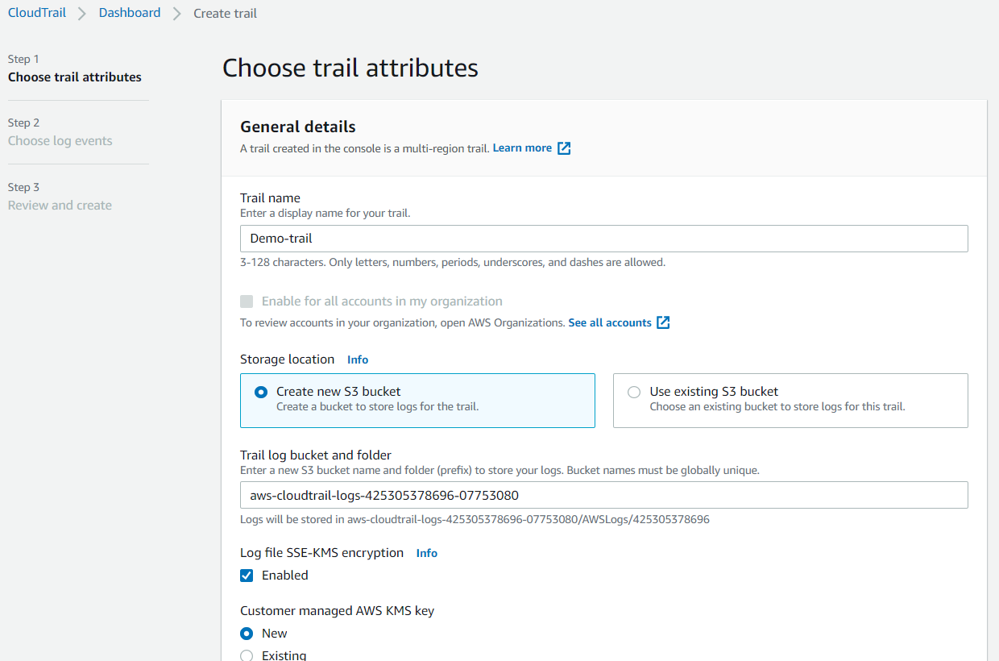 CloudTrail > Dashboard > Create trail
Step 1
Choose trail attributes
Step 2
Choose log events
Step 3
Review and create
Choose trail attributes
General details
A trail created in the console is a multi-region trail. Learn more
Trail name
Enter a display name for your trail.
Demo-trail
3-128 characters. Only letters, numbers, periods, underscores, and dashes are allowed.
Enable for all accounts in my organization
To review accounts in your organization, open AWS Organizations. See all accounts
Storage location Info
Create new S3 bucket
Create a bucket to store logs for the trail.
Use existing S3 bucket
Choose an existing bucket to store logs for this trail.
Trail log bucket and folder
Enter a new S3 bucket name and folder (prefix) to store your logs. Bucket names must be globally unique.
aws-cloudtrail-logs-425305378696-07753080
Logs will be stored in aws-cloudtrail-logs-425305378696-07753080/AWSLogs/425305378696
Log file SSE-KMS encryption Info
Enabled
Customer managed AWS KMS key
New
Existing